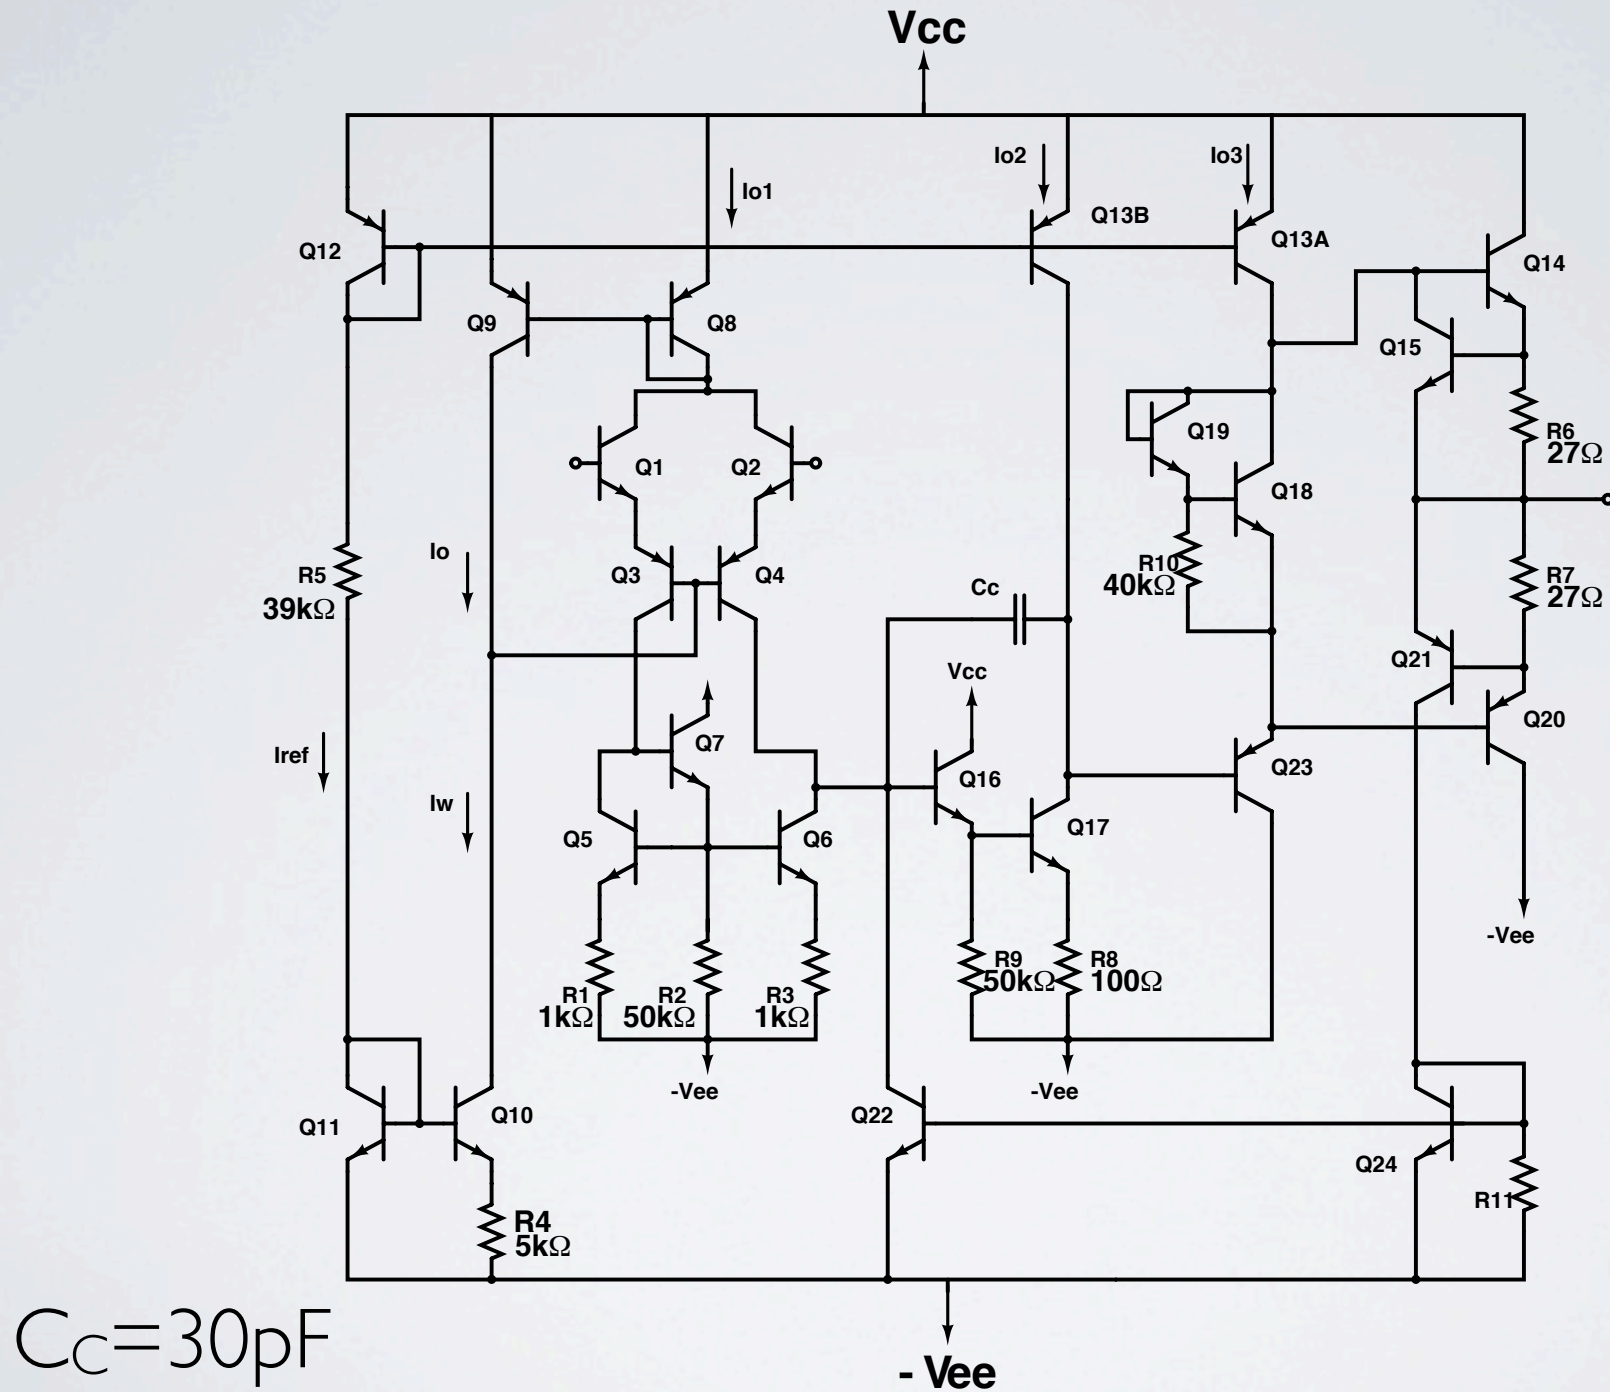 Vcc
Io1
Io2
Io3
Q13B
Q12
Q13A
Q14
Q9
Q8
Q15
Q19
R6
27Ω
Q1
Q2
Q18
Io
R5
39kΩ
Q3
Q4
R10
40kΩ
Cc
R7
27Ω
Vcc
Q21
Iref
Q7
Q16
Q23
Q20
Iw
Q5
Q6
Q17
-Vee
R1
1kΩ
R2
50kΩ
R3
1kΩ
R9
50kΩ
R8
100Ω
-Vee
-Vee
Q11
Q10
Q22
Q24
R11
R4
5kΩ
Cc=30pF
- Vee